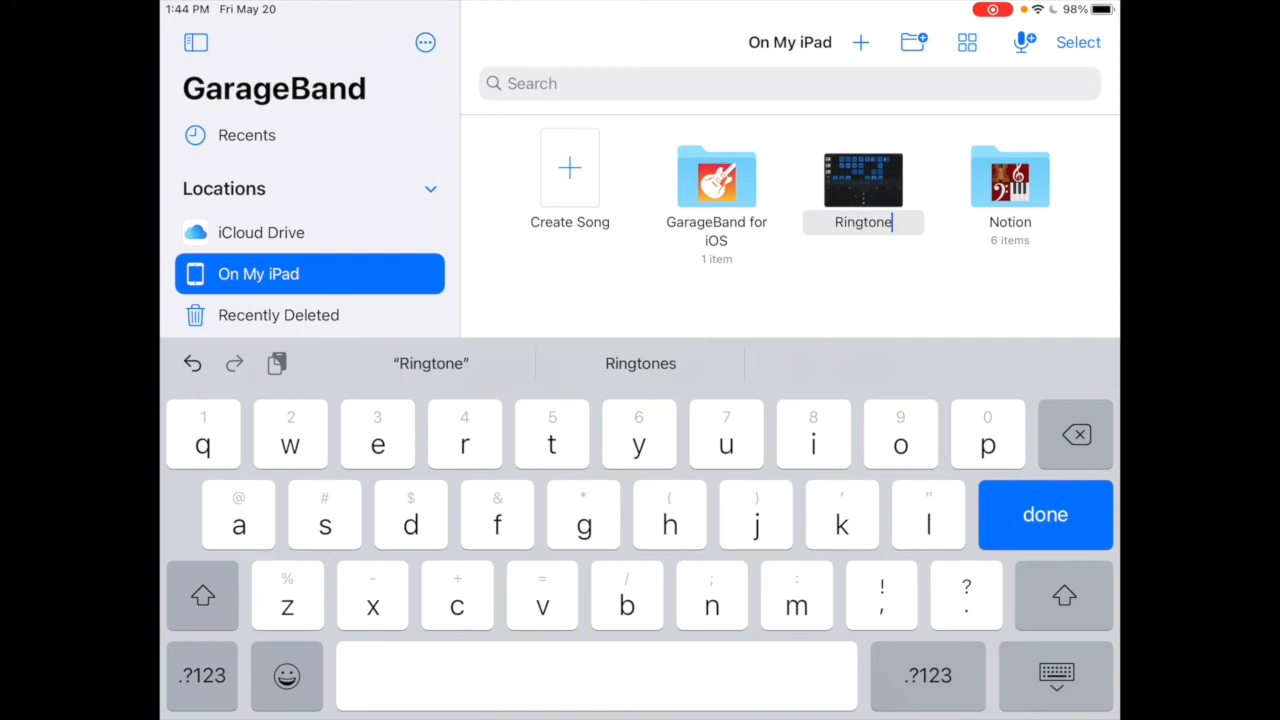 1:44 PM Fri May 20
98%
GarageBand
Recents
Locations
iCloud Drive
On My iPad
Recently Deleted
On My iPad
Select
Search
Create Song
GarageBand for
iOS
1 item
Ringtone
Notion
6 items
“Ringtone”
Ringtones
1 2 3 4 5 6 7 8 9 0
q w e r t y u i o p
@ # $ & * ( ) ' "
a s d f g h j k l done
% - + = / ; : ! ?
z x c v b n m , .
.?123 .?123